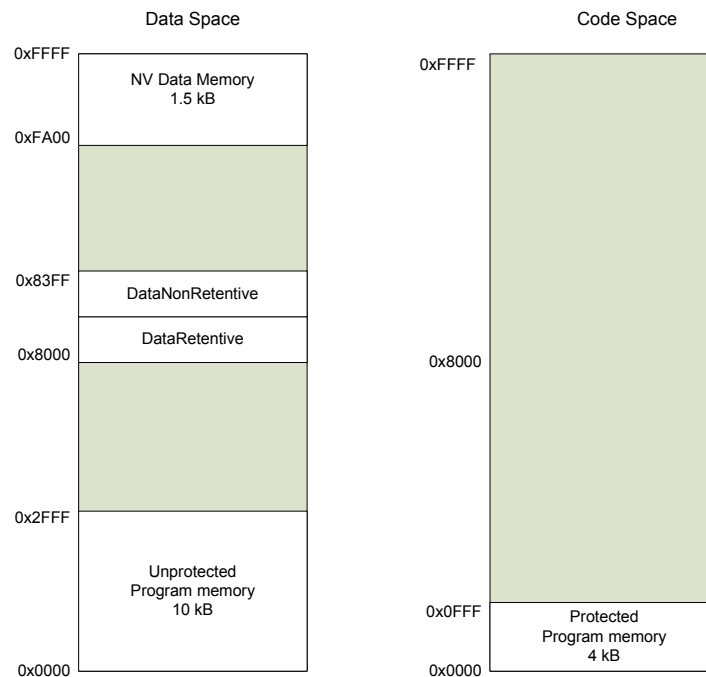 Data Space
0xFFFF
NV Data Memory
1.5 kB
0xFA00
0x83FF
DataNonRetentive
DataRetentive
0x8000
0x2FFF
Unprotected
Program memory
10 kB
0x0000
Code Space
0xFFFF
0x8000
0x0FFF
Protected
Program memory
4 kB
0x0000